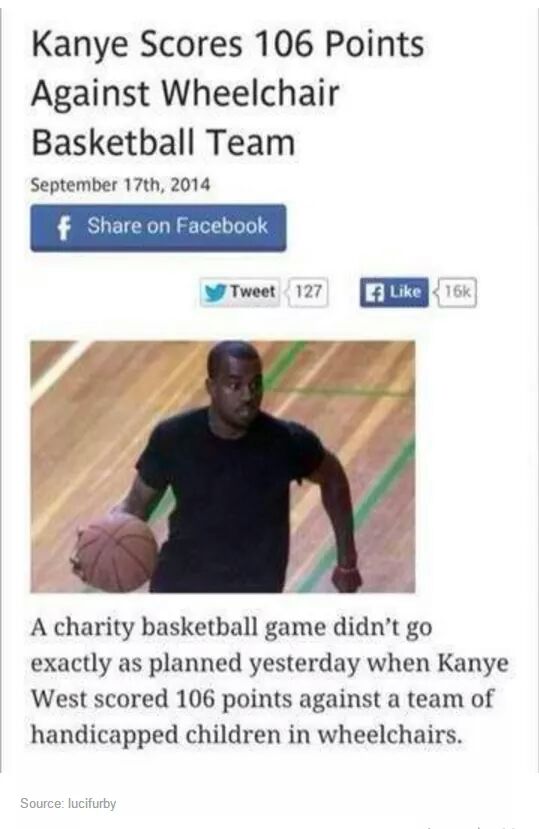 Kanye Scores 106 Points
Against Wheelchair
Basketball Team
September 17th, 2014
f Share on Facebook
Tweet 127
f Like 16k
A charity basketball game didn't go
exactly as planned yesterday when Kanye
West scored 106 points against a team of
handicapped children in wheelchairs.
Source: lucifurby